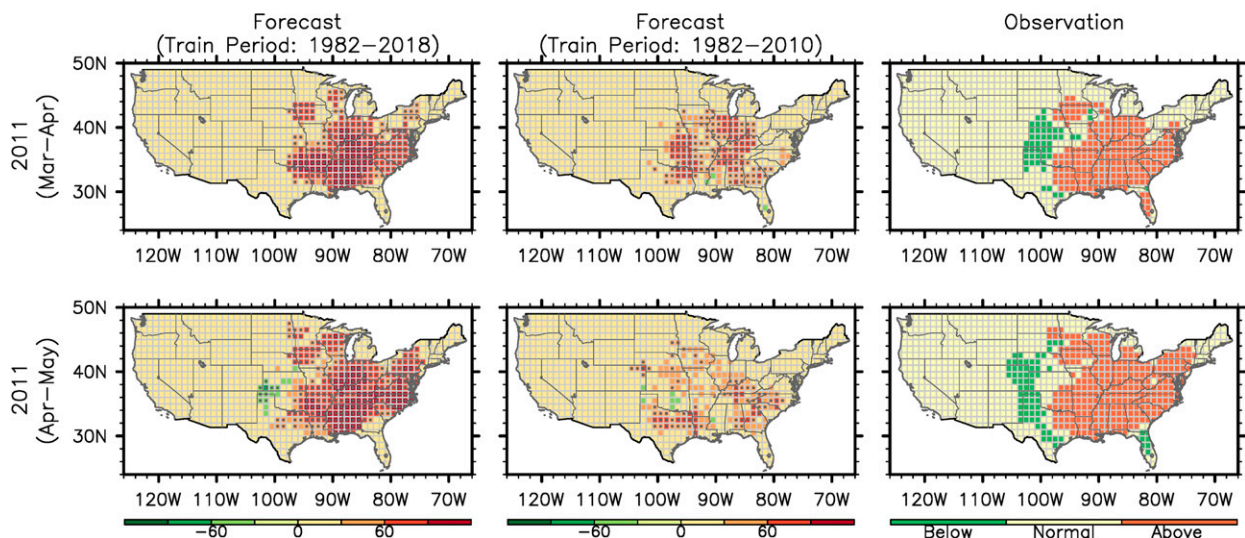 Forecast
(Train Period: 1982−2018)
Forecast
(Train Period: 1982−2010)
Observation
2011
(Mar−Apr)
50N
40N
30N
120W 110W 100W 90W 80W 70W
120W 110W 100W 90W 80W 70W
120W 110W 100W 90W 80W 70W
2011
(Apr−May)
50N
40N
30N
120W 110W 100W 90W 80W 70W
120W 110W 100W 90W 80W 70W
120W 110W 100W 90W 80W 70W
−60 0 60
−60 0 60
Below Normal Above